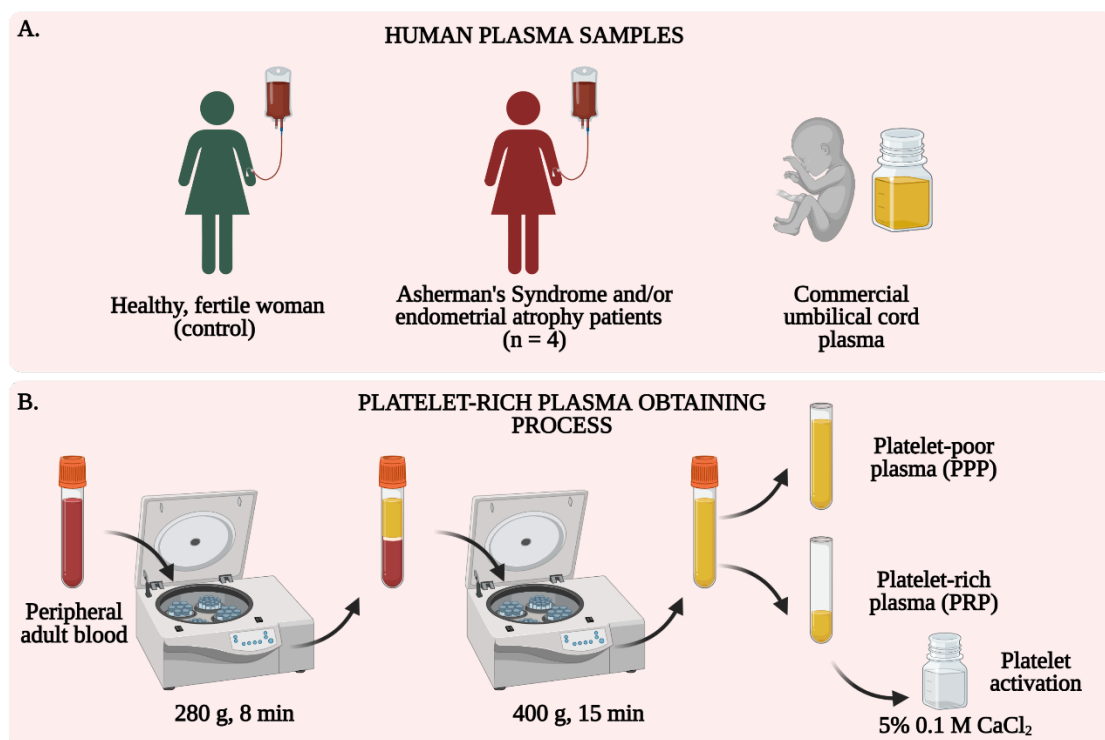 A.
HUMAN PLASMA SAMPLES
Healthy, fertile woman
(control)
Asherman's Syndrome and/or
endometrial atrophy patients
(n = 4)
Commercial
umbilical cord
plasma
B.
PLATELET-RICH PLASMA OBTAINING
PROCESS
Peripheral
adult blood
280 g, 8 min
400 g, 15 min
Platelet-poor
plasma (PPP)
Platelet-rich
plasma (PRP)
Platelet
activation
5% 0.1 M CaCl₂